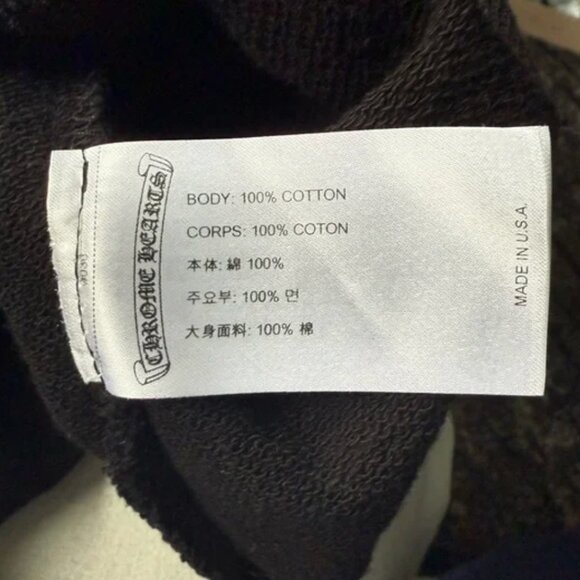 CHROME HEARTS
BODY: 100% COTTON
CORPS: 100% COTON
本体: 綿 100%
주요부: 100% 면
大身面料: 100% 棉
MADE IN U.S.A.